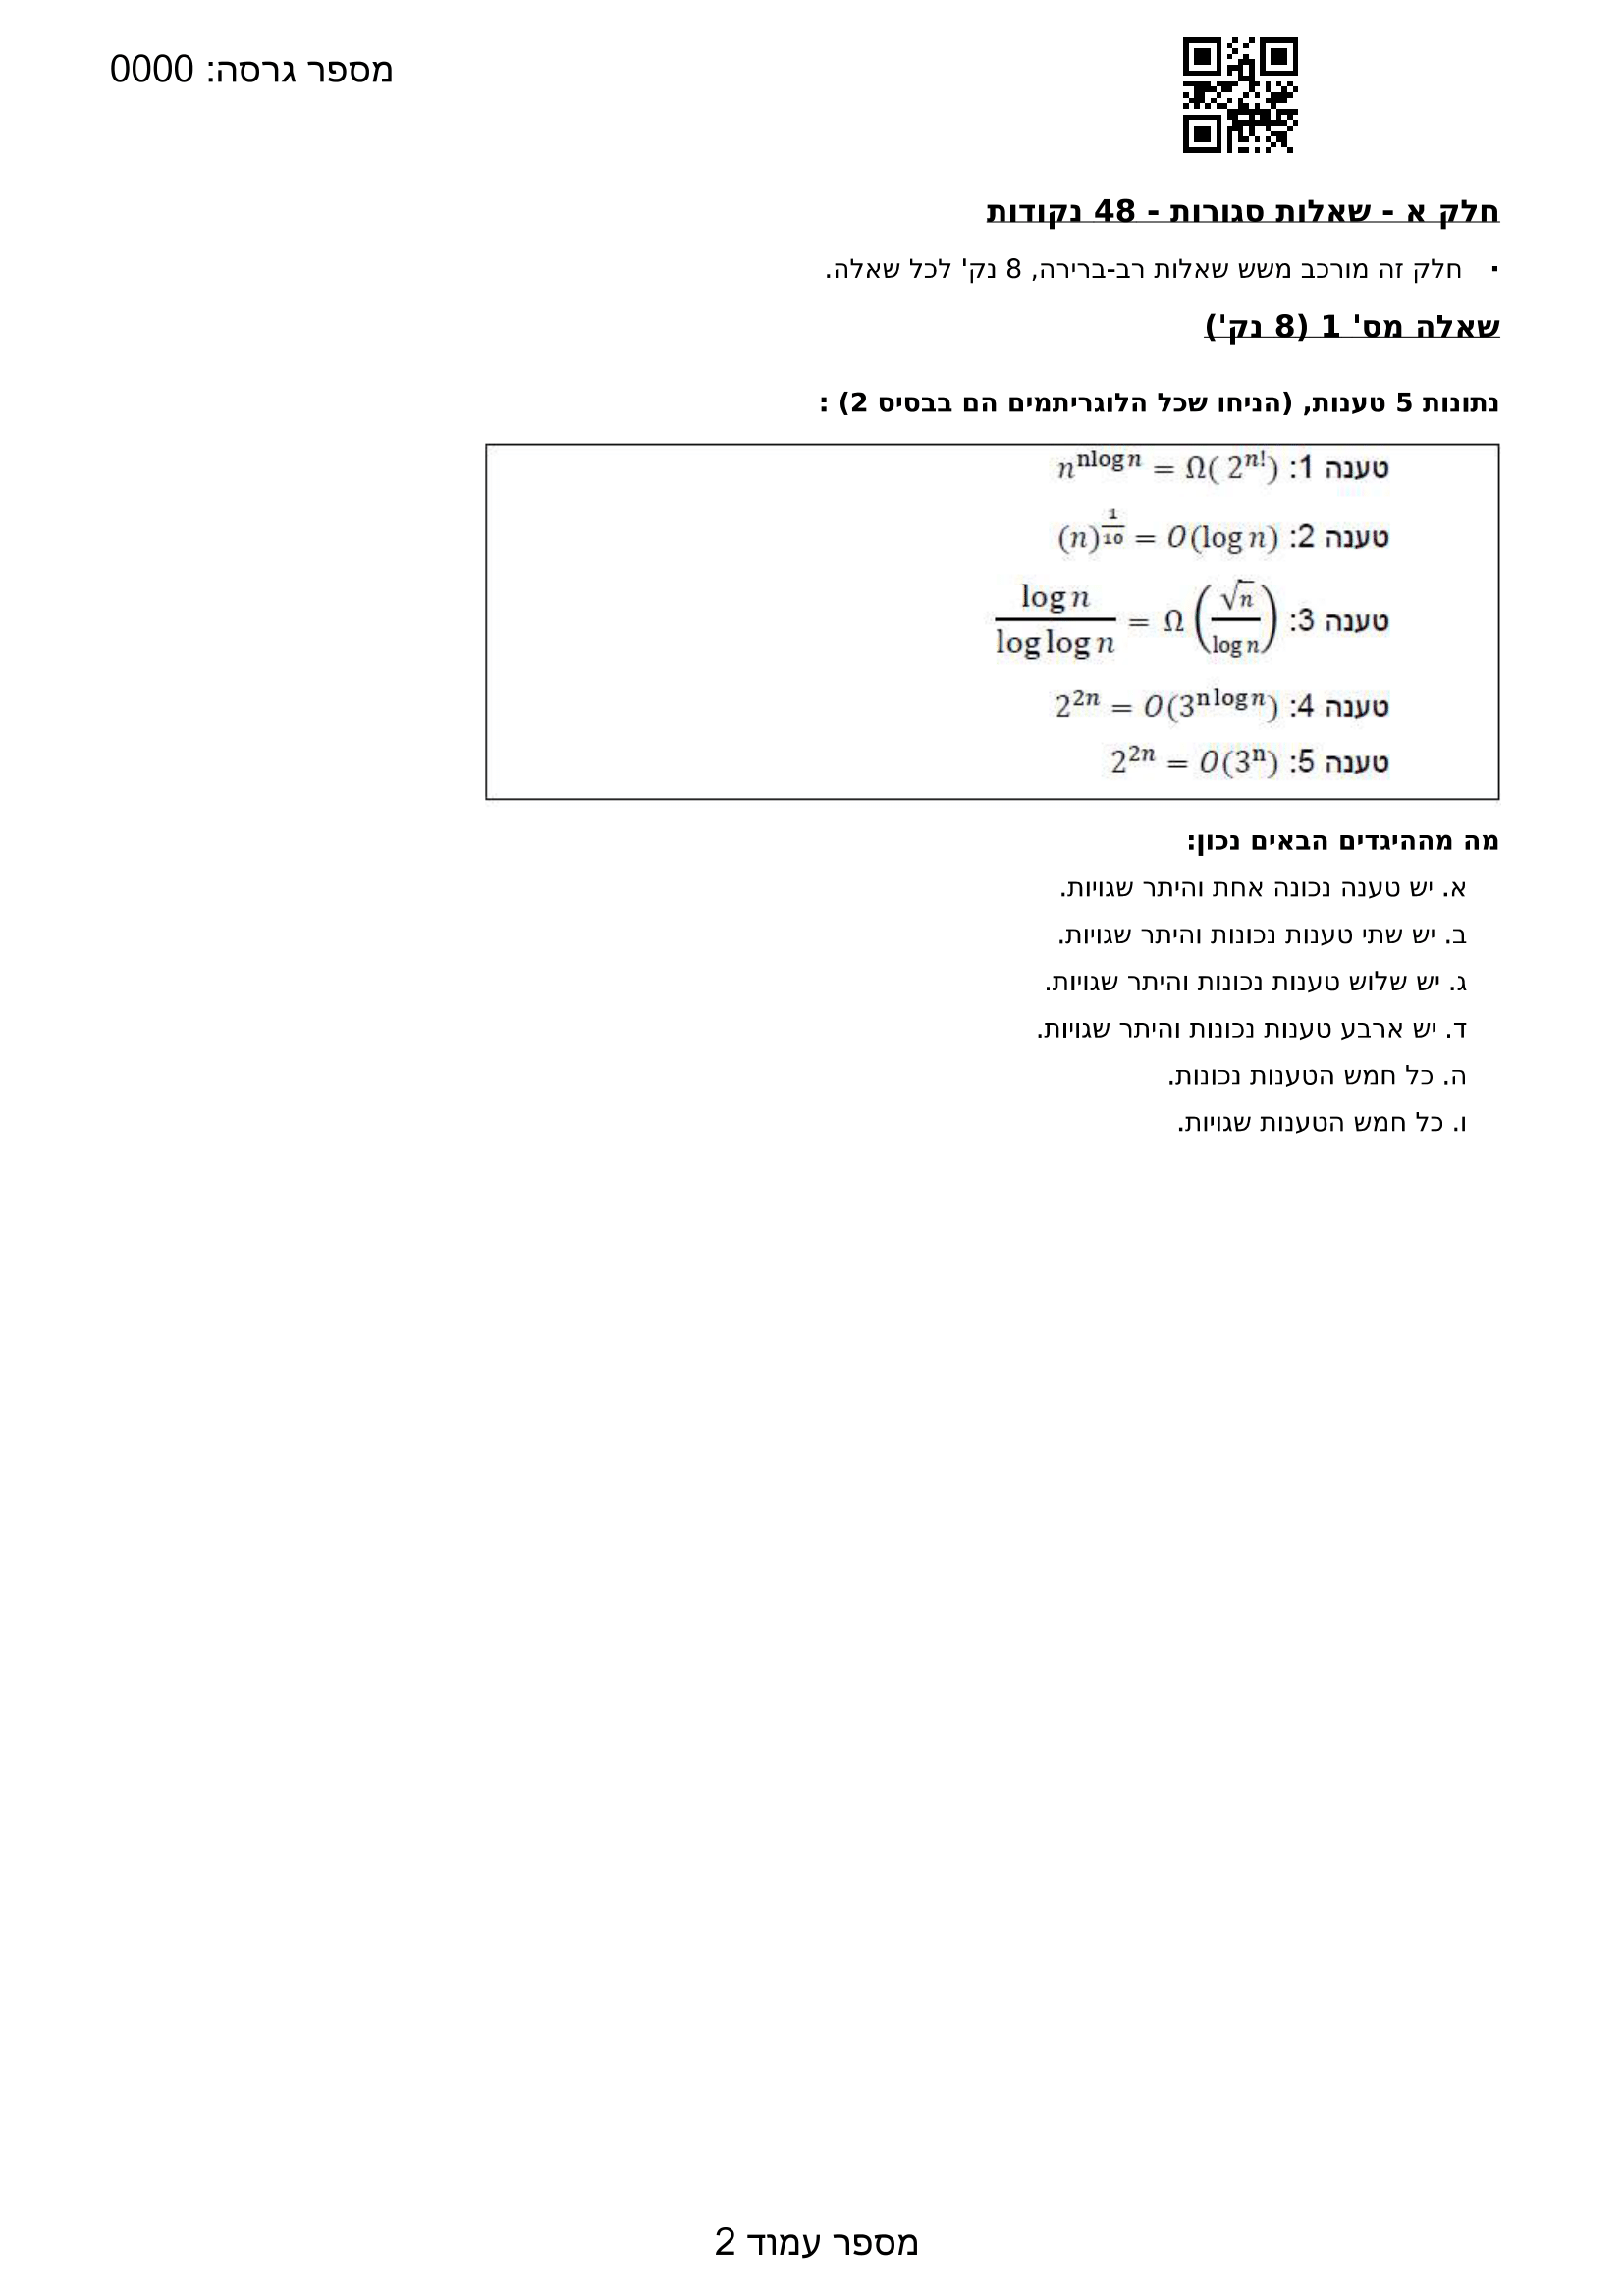 מספר גרסה: 0000
חלק א - שאלות סגורות - 48 נקודות
▪ חלק זה מורכב משש שאלות רב-ברירה, 8 נק' לכל שאלה.
שאלה מס' 1 (8 נק')
נתונות 5 טענות, (הניחו שכל הלוגריתמים הם בבסיס 2) :
טענה 1: $n^{n\log n} = \Omega(2^{n!})$
טענה 2: $(n)^{\frac{1}{10}} = O(\log n)$
טענה 3: $\frac{\log n}{\log\log n} = \Omega\left(\frac{\sqrt{n}}{\log n}\right)$
טענה 4: $2^{2n} = O(3^{n\log n})$
טענה 5: $2^{2n} = O(3^{n})$
מה מההיגדים הבאים נכון:
א. יש טענה נכונה אחת והיתר שגויות.
ב. יש שתי טענות נכונות והיתר שגויות.
ג. יש שלוש טענות נכונות והיתר שגויות.
ד. יש ארבע טענות נכונות והיתר שגויות.
ה. כל חמש הטענות נכונות.
ו. כל חמש הטענות שגויות.
מספר עמוד 2